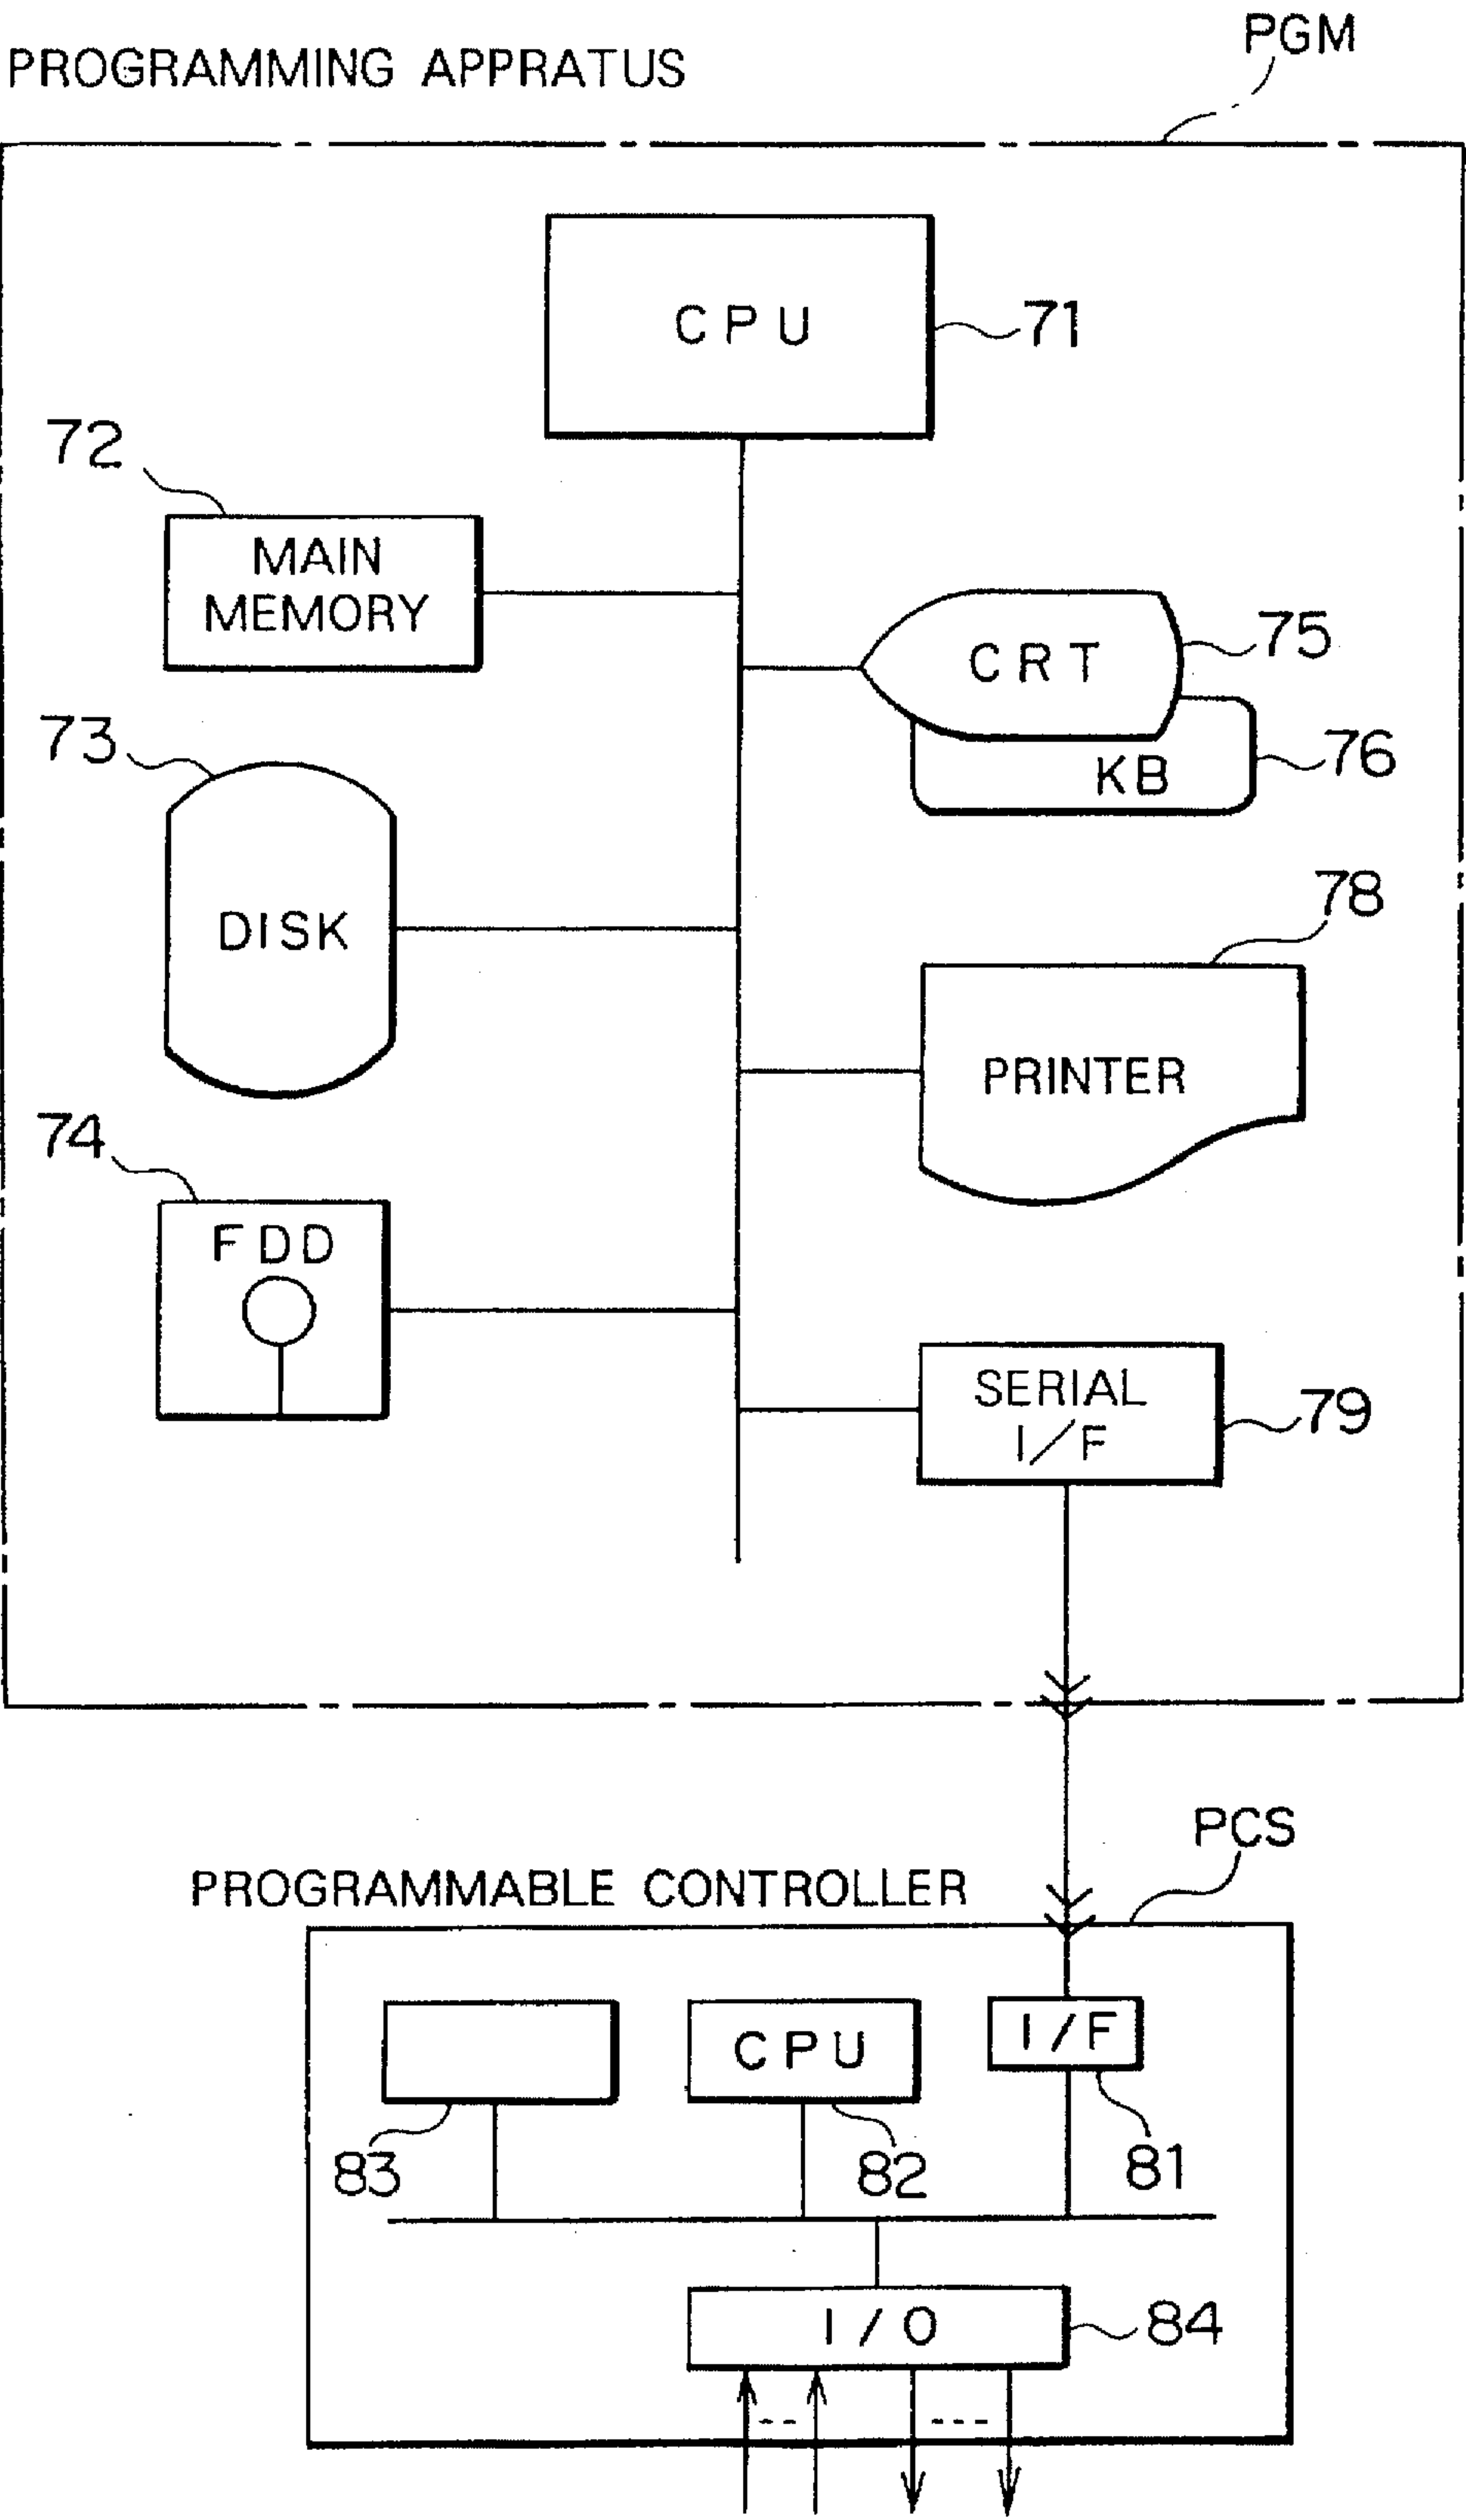 PGM
PROGRAMMING APPRATUS
CPU
71
72
MAIN
MEMORY
75
CRT
73
76
KB
78
DISK
PRINTER
74
FDD
SERIAL
I/F
79
PCS
PROGRAMMABLE CONTROLLER
CPU
I/F
83
82
81
I/O
84